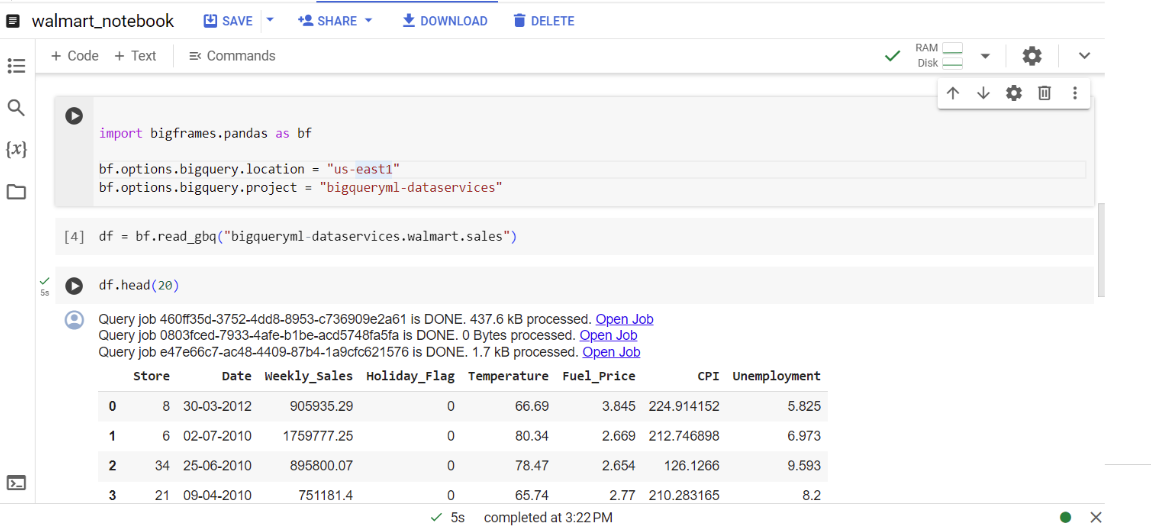 walmart_notebook SAVE SHARE DOWNLOAD DELETE
+ Code + Text Commands RAM
Disk
{x}
import bigframes.pandas as bf
bf.options.bigquery.location = "us-east1"
bf.options.bigquery.project = "bigqueryml-dataservices"
[4] df = bf.read_gbq("bigqueryml-dataservices.walmart.sales")
df.head(20)
5s
Query job 460ff35d-3752-4dd8-8953-c736909e2a61 is DONE. 437.6 kB processed. Open Job
Query job 0803fced-7933-4afe-b1be-acd5748fa5fa is DONE. 0 Bytes processed. Open Job
Query job e47e66c7-ac48-4409-87b4-1a9cfc621576 is DONE. 1.7 kB processed. Open Job
Store Date Weekly_Sales Holiday_Flag Temperature Fuel_Price CPI Unemployment
0 8 30-03-2012 905935.29 0 66.69 3.845 224.914152 5.825
1 6 02-07-2010 1759777.25 0 80.34 2.669 212.746898 6.973
2 34 25-06-2010 895800.07 0 78.47 2.654 126.1266 9.593
3 21 09-04-2010 751181.4 0 65.74 2.77 210.283165 8.2
5s completed at 3:22 PM